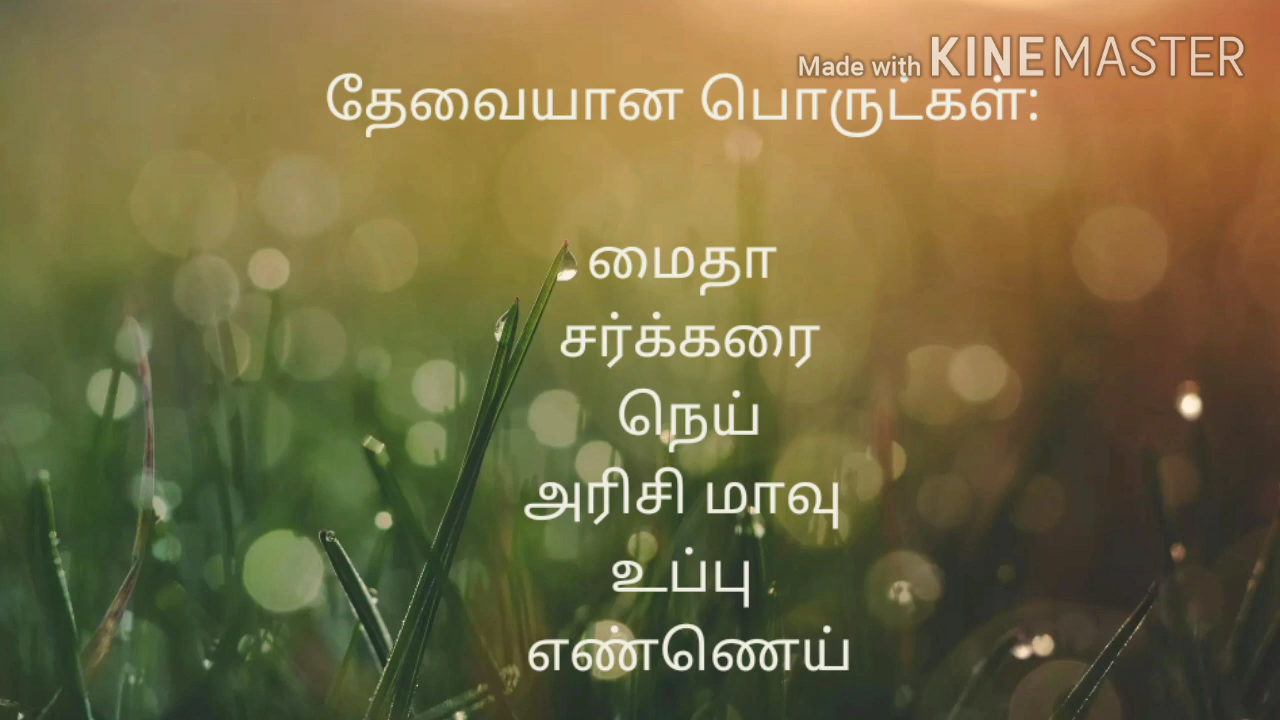 Made with KINEMASTER
தேவையான பொருட்கள்:
மைதா
சர்க்கரை
நெய்
அரிசி மாவு
உப்பு
எண்ணெய்